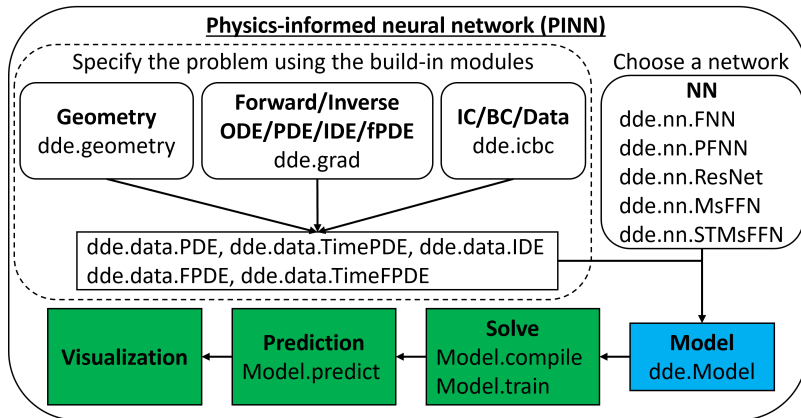 Physics-informed neural network (PINN)
Specify the problem using the build-in modules
Geometry
dde.geometry
Forward/Inverse
ODE/PDE/IDE/fPDE
dde.grad
IC/BC/Data
dde.icbc
dde.data.PDE, dde.data.TimePDE, dde.data.IDE
dde.data.FPDE, dde.data.TimeFPDE
Choose a network
NN
dde.nn.FNN
dde.nn.PFNN
dde.nn.ResNet
dde.nn.MsFFN
dde.nn.STMsFFN
Visualization
Prediction
Model.predict
Solve
Model.compile
Model.train
Model
dde.Model